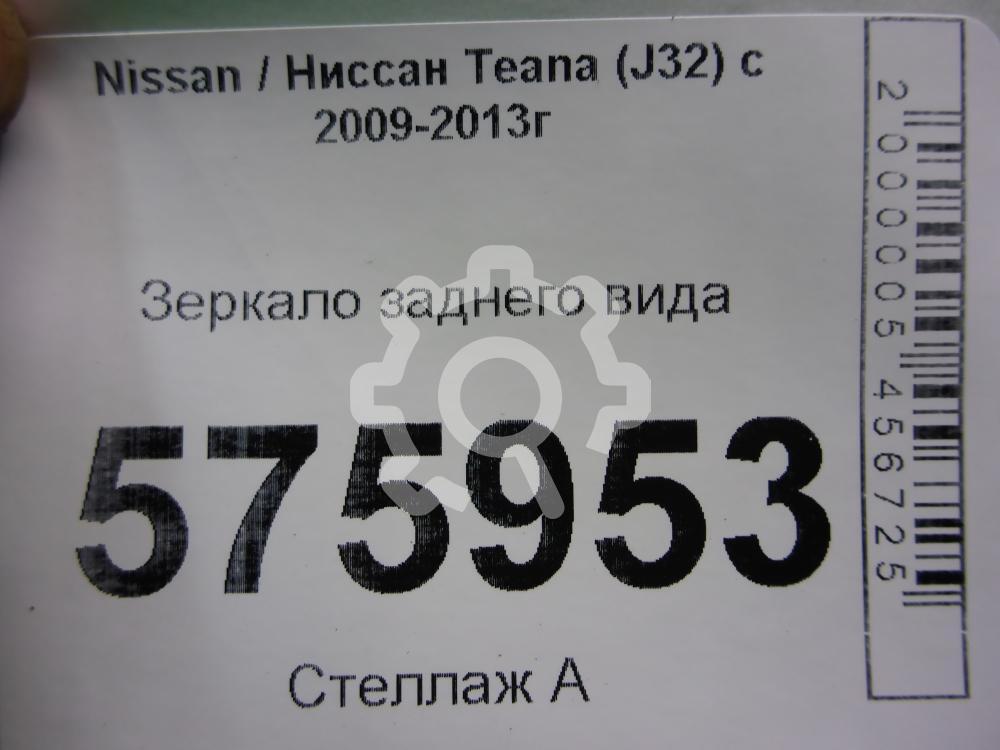 Nissan / Ниссан Teana (J32) с
2009-2013г
Зеркало заднего вида
575953
Стеллаж А
2000005456725